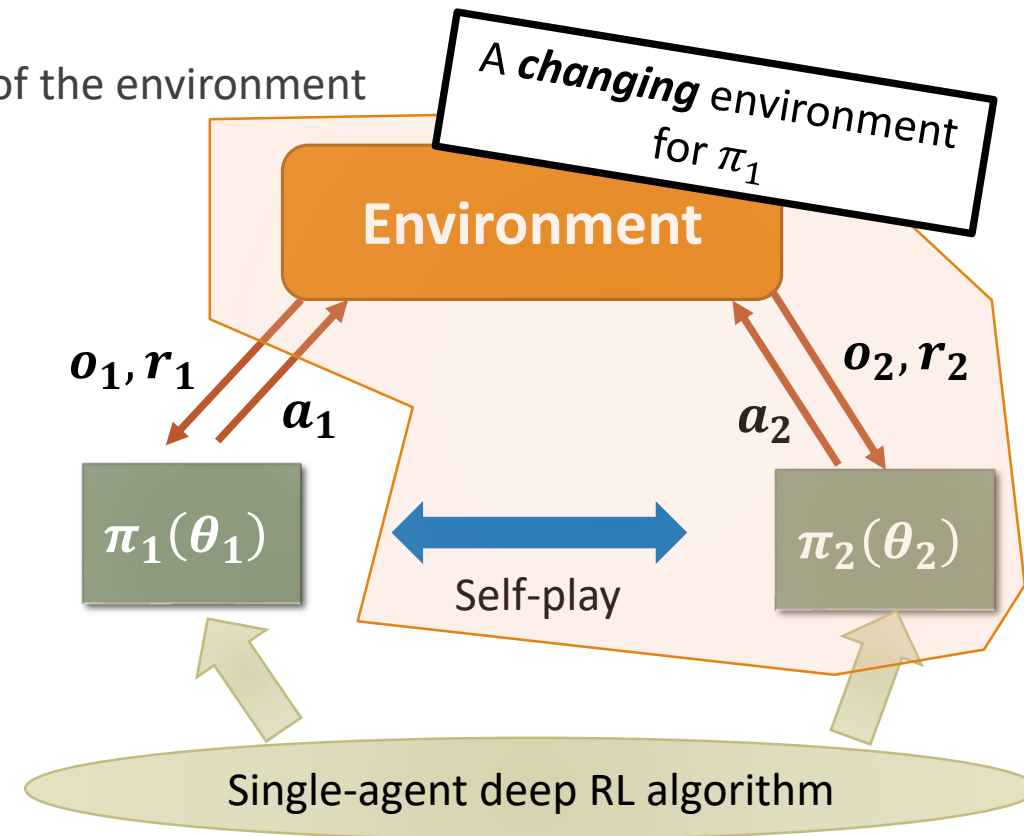 of the environment
A changing environment
for π₁
Environment
o₁, r₁
a₁
o₂, r₂
a₂
π₁(θ₁)
π₂(θ₂)
Self-play
Single-agent deep RL algorithm